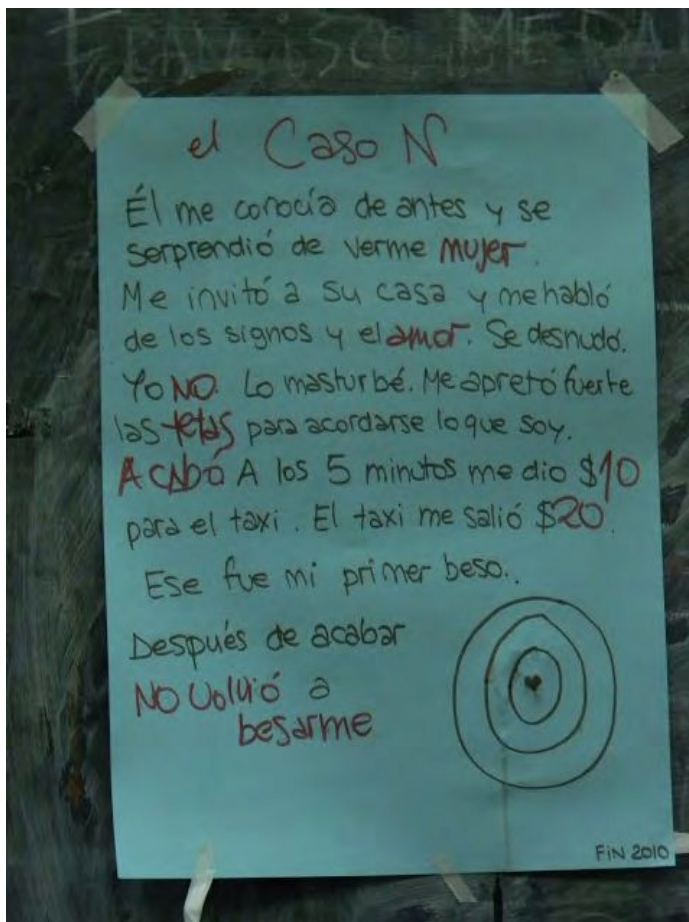 el Caso N
Él me conocía de antes y se
sorprendió de verme mujer.
Me invitó a su casa y me habló
de los signos y el amor. Se desnudó.
Yo NO. Lo masturbé. Me apretó fuerte
las tetas para acordarse lo que soy.
ACABó A los 5 minutos me dio $10
para el taxi. El taxi me salió $20.
Ese fue mi primer beso..
Después de acabar
NO Volvió a
besarme
FiN 2010